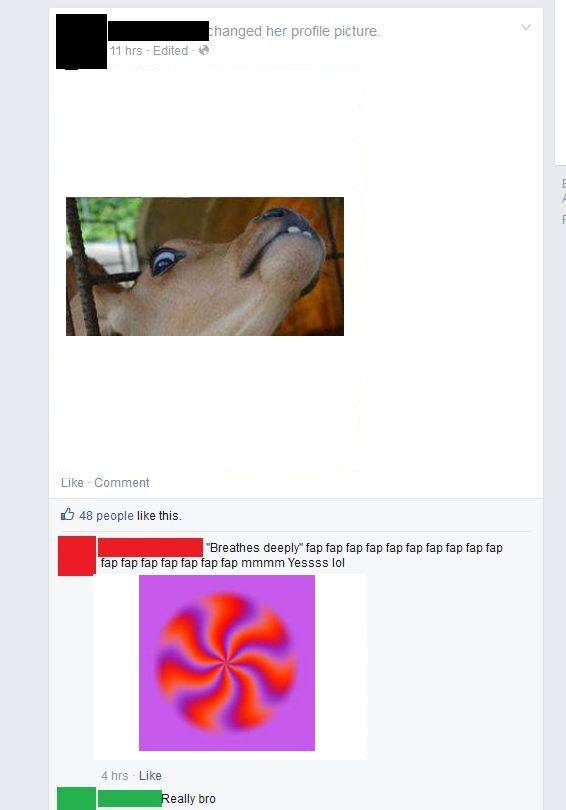 changed her profile picture.
11 hrs · Edited ·
Like · Comment
48 people like this.
"Breathes deeply" fap fap fap fap fap fap fap fap fap fap
fap fap fap fap fap fap fap mmmm Yessss lol
4 hrs · Like
Really bro